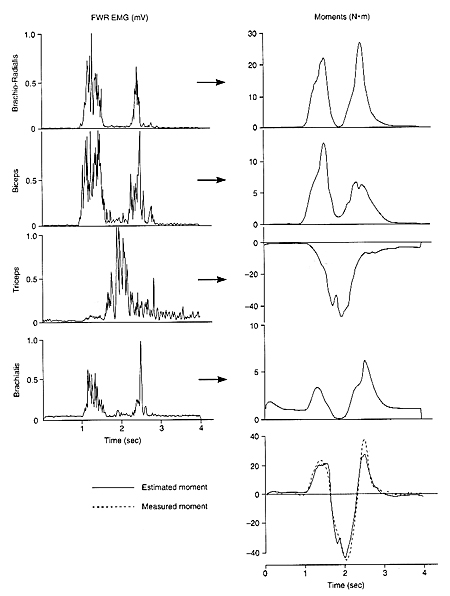 FWR EMG (mV)
Moments (N•m)
Brachio-Radialis
1.0
0.5
0
30
20
10
0
Biceps
1.0
0.5
0
10
5
0
Triceps
1.0
0.5
0
0
−20
−40
Brachialis
1.0
0.5
0 1 2 3 4
Time (sec)
10
5
0
Estimated moment
Measured moment
40
20
0
−20
−40
0 1 2 3 4
Time (sec)